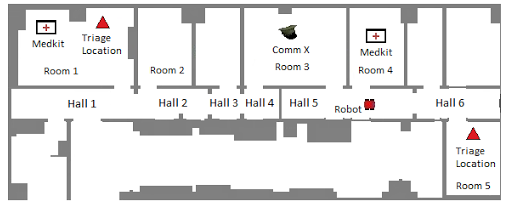 Medkit
Triage
Location
Room 1
Room 2
Comm X
Room 3
Medkit
Room 4
Hall 1
Hall 2
Hall 3
Hall 4
Hall 5
Robot
Hall 6
Triage
Location
Room 5